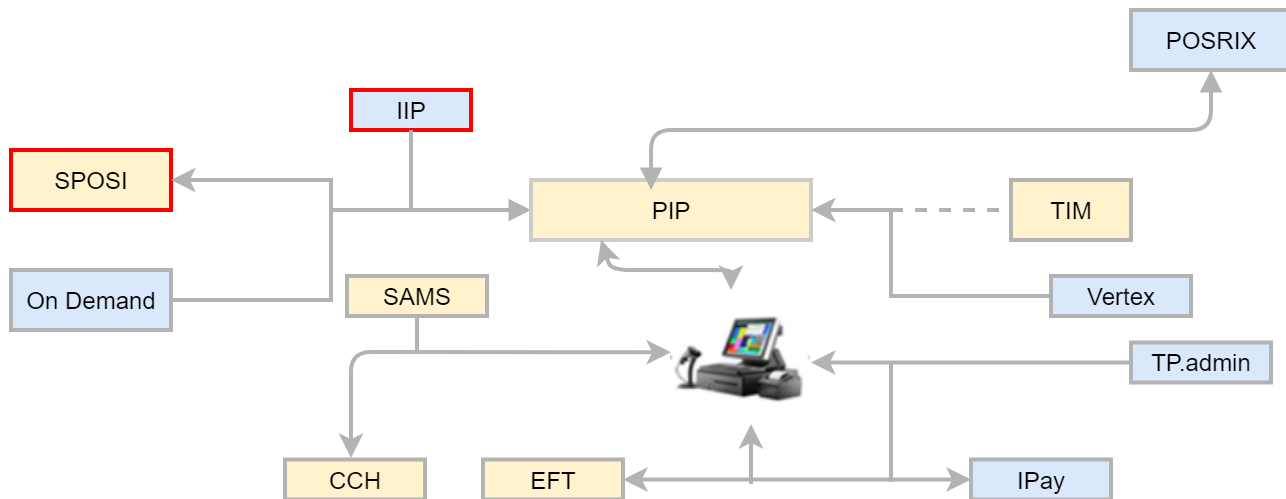 POSRIX
IIP
SPOSI
PIP
TIM
On Demand
SAMS
Vertex
TP.admin
CCH
EFT
IPay